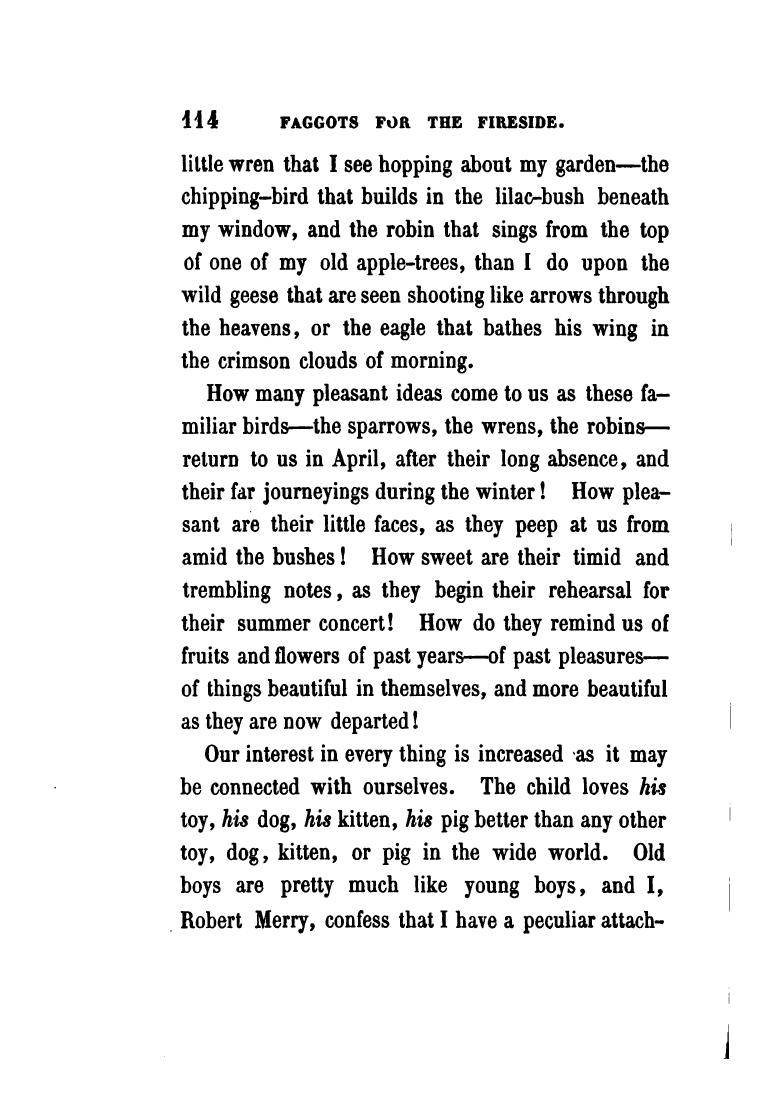 114 FAGGOTS FOR THE FIRESIDE.
little wren that I see hopping about my garden—the
chipping-bird that builds in the lilac-bush beneath
my window, and the robin that sings from the top
of one of my old apple-trees, than I do upon the
wild geese that are seen shooting like arrows through
the heavens, or the eagle that bathes his wing in
the crimson clouds of morning.
How many pleasant ideas come to us as these fa-
miliar birds—the sparrows, the wrens, the robins—
return to us in April, after their long absence, and
their far journeyings during the winter! How plea-
sant are their little faces, as they peep at us from
amid the bushes! How sweet are their timid and
trembling notes, as they begin their rehearsal for
their summer concert! How do they remind us of
fruits and flowers of past years—of past pleasures—
of things beautiful in themselves, and more beautiful
as they are now departed!
Our interest in every thing is increased as it may
be connected with ourselves. The child loves his
toy, his dog, his kitten, his pig better than any other
toy, dog, kitten, or pig in the wide world. Old
boys are pretty much like young boys, and I,
Robert Merry, confess that I have a peculiar attach-